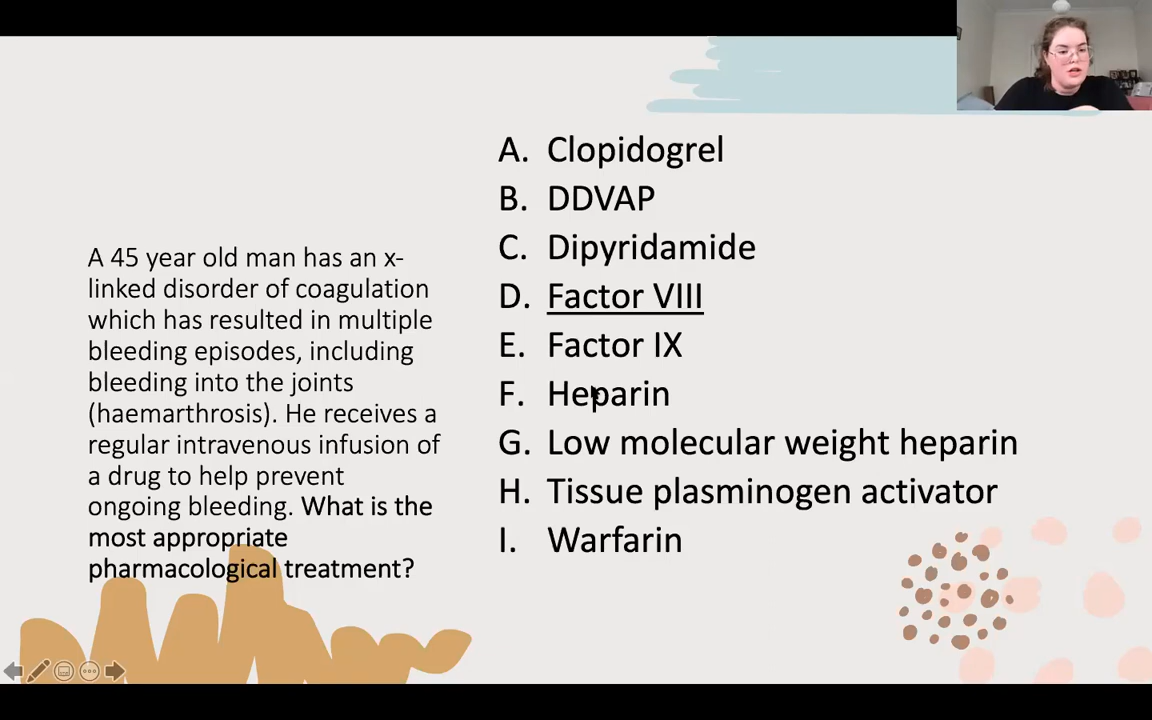 A 45 year old man has an x-
linked disorder of coagulation
which has resulted in multiple
bleeding episodes, including
bleeding into the joints
(haemarthrosis). He receives a
regular intravenous infusion of
a drug to help prevent
ongoing bleeding. What is the
most appropriate
pharmacological treatment?
A. Clopidogrel
B. DDVAP
C. Dipyridamide
D. Factor VIII
E. Factor IX
F. Heparin
G. Low molecular weight heparin
H. Tissue plasminogen activator
I. Warfarin